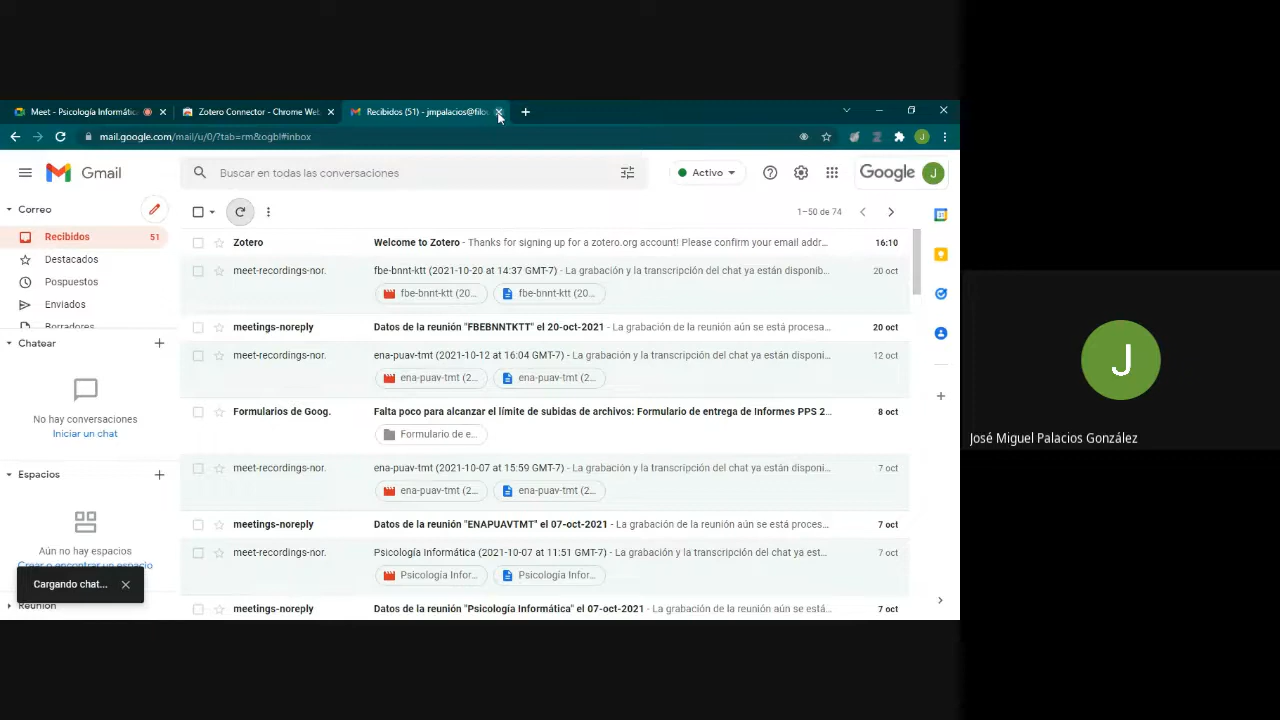 Meet - Psicología Informátic
Zotero Connector - Chrome Web
Recibidos (51) - jmpalacios@filo
mail.google.com/mail/u/0/?tab=rm&ogbl#inbox
J
Gmail
Buscar en todas las conversaciones
Activo
Google
J
Correo
1–50 de 74
Recibidos 51
Destacados
Pospuestos
Enviados
Borradores
Chatear
No hay conversaciones
Iniciar un chat
Espacios
Aún no hay espacios
Crear o encontrar un espacio
Cargando chat...
Reunión
Zotero Welcome to Zotero - Thanks for signing up for a zotero.org account! Please confirm your email addr... 16:10
meet-recordings-nor. fbe-bnnt-ktt (2021-10-20 at 14:37 GMT-7) - La grabación y la transcripción del chat ya están disponib... 20 oct
fbe-bnnt-ktt (20... fbe-bnnt-ktt (20...
meetings-noreply Datos de la reunión "FBEBNNTKTT" el 20-oct-2021 - La grabación de la reunión aún se está procesa... 20 oct
meet-recordings-nor. ena-puav-tmt (2021-10-12 at 16:04 GMT-7) - La grabación y la transcripción del chat ya están disponi... 12 oct
ena-puav-tmt (2... ena-puav-tmt (2...
Formularios de Goog. Falta poco para alcanzar el límite de subidas de archivos: Formulario de entrega de Informes PPS 2... 8 oct
Formulario de e...
meet-recordings-nor. ena-puav-tmt (2021-10-07 at 15:59 GMT-7) - La grabación y la transcripción del chat ya están disponi... 7 oct
ena-puav-tmt (2... ena-puav-tmt (2...
meetings-noreply Datos de la reunión "ENAPUAVTMT" el 07-oct-2021 - La grabación de la reunión aún se está proces... 7 oct
meet-recordings-nor. Psicología Informática (2021-10-07 at 11:51 GMT-7) - La grabación y la transcripción del chat ya est... 7 oct
Psicología Infor... Psicología Infor...
meetings-noreply Datos de la reunión "Psicología Informática" el 07-oct-2021 - La grabación de la reunión aún se está... 7 oct
J
José Miguel Palacios González